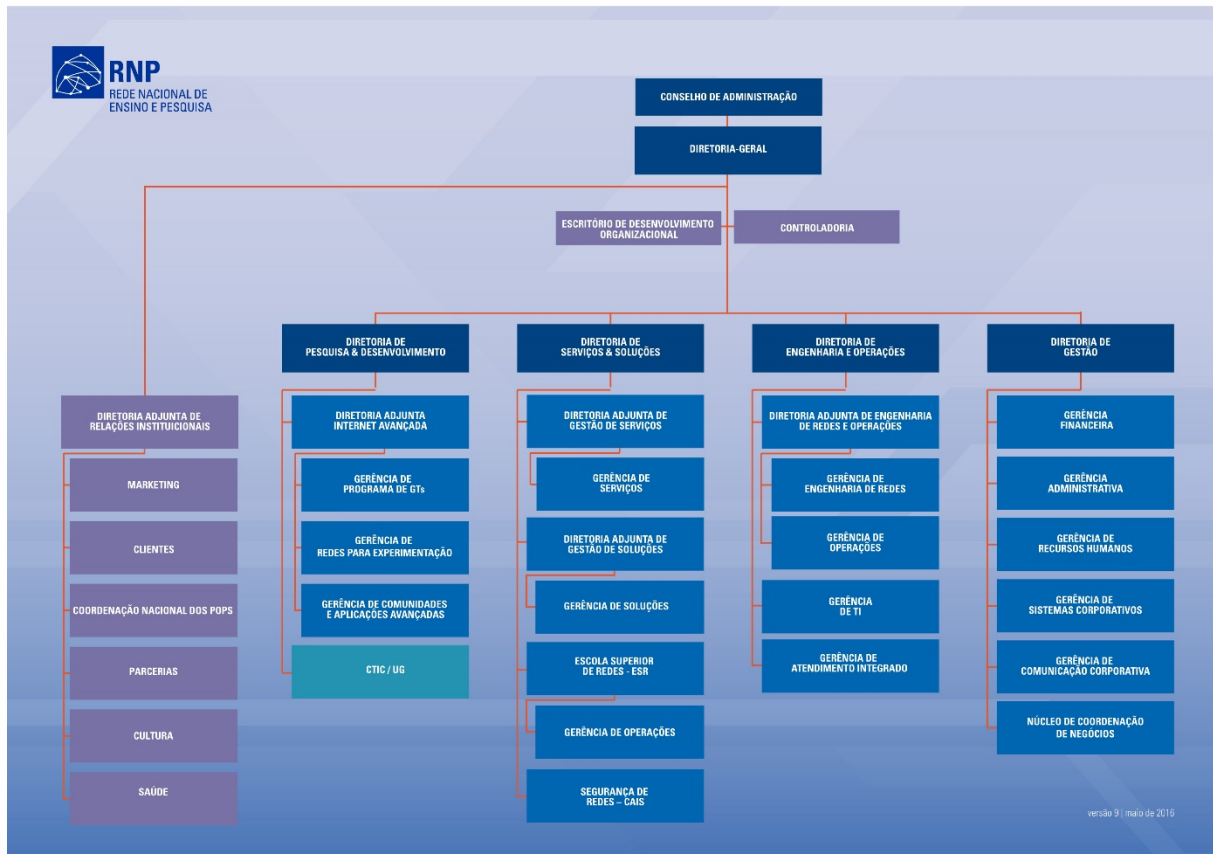 RNP
REDE NACIONAL DE
ENSINO E PESQUISA
CONSELHO DE ADMINISTRAÇÃO
DIRETORIA-GERAL
ESCRITÓRIO DE DESENVOLVIMENTO
ORGANIZACIONAL
CONTROLADORIA
DIRETORIA DE
PESQUISA & DESENVOLVIMENTO
DIRETORIA DE
SERVIÇOS & SOLUÇÕES
DIRETORIA DE
ENGENHARIA E OPERAÇÕES
DIRETORIA DE
GESTÃO
DIRETORIA ADJUNTA DE
RELAÇÕES INSTITUICIONAIS
MARKETING
CLIENTES
COORDENAÇÃO NACIONAL DOS POPS
PARCERIAS
CULTURA
SAÚDE
DIRETORIA ADJUNTA
INTERNET AVANÇADA
GERÊNCIA DE
PROGRAMA DE GTs
GERÊNCIA DE
REDES PARA EXPERIMENTAÇÃO
GERÊNCIA DE COMUNIDADES
E APLICAÇÕES AVANÇADAS
CTIC / UG
DIRETORIA ADJUNTA DE
GESTÃO DE SERVIÇOS
GERÊNCIA DE
SERVIÇOS
DIRETORIA ADJUNTA DE
GESTÃO DE SOLUÇÕES
GERÊNCIA DE SOLUÇÕES
ESCOLA SUPERIOR
DE REDES - ESR
GERÊNCIA DE OPERAÇÕES
SEGURANÇA DE
REDES – CAIS
DIRETORIA ADJUNTA DE ENGENHARIA
DE REDES E OPERAÇÕES
GERÊNCIA DE
ENGENHARIA DE REDES
GERÊNCIA DE
OPERAÇÕES
GERÊNCIA
DE TI
GERÊNCIA DE
ATENDIMENTO INTEGRADO
GERÊNCIA
FINANCEIRA
GERÊNCIA
ADMINISTRATIVA
GERÊNCIA DE
RECURSOS HUMANOS
GERÊNCIA DE
SISTEMAS CORPORATIVOS
GERÊNCIA DE
COMUNICAÇÃO CORPORATIVA
NÚCLEO DE COORDENAÇÃO
DE NEGÓCIOS
versão 9 | maio de 2016